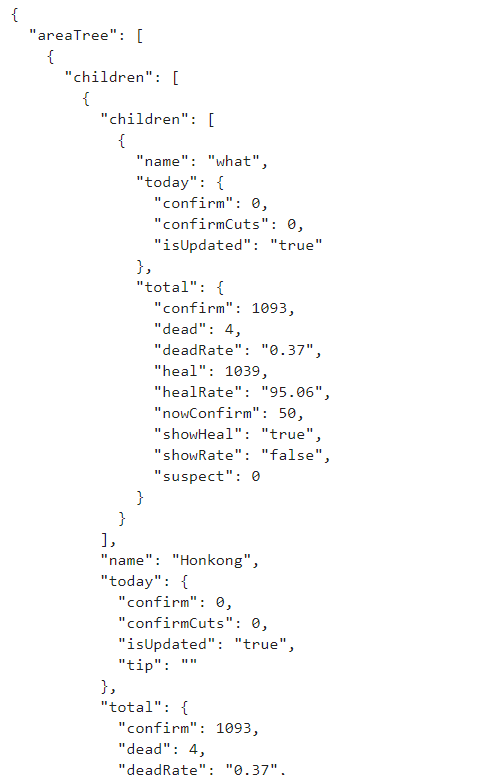 {
"areaTree": [
{
"children": [
{
"children": [
{
"name": "what",
"today": {
"confirm": 0,
"confirmCuts": 0,
"isUpdated": "true"
},
"total": {
"confirm": 1093,
"dead": 4,
"deadRate": "0.37",
"heal": 1039,
"healRate": "95.06",
"nowConfirm": 50,
"showHeal": "true",
"showRate": "false",
"suspect": 0
}
}
],
"name": "Honkong",
"today": {
"confirm": 0,
"confirmCuts": 0,
"isUpdated": "true",
"tip": ""
},
"total": {
"confirm": 1093,
"dead": 4,
"deadRate": "0.37",